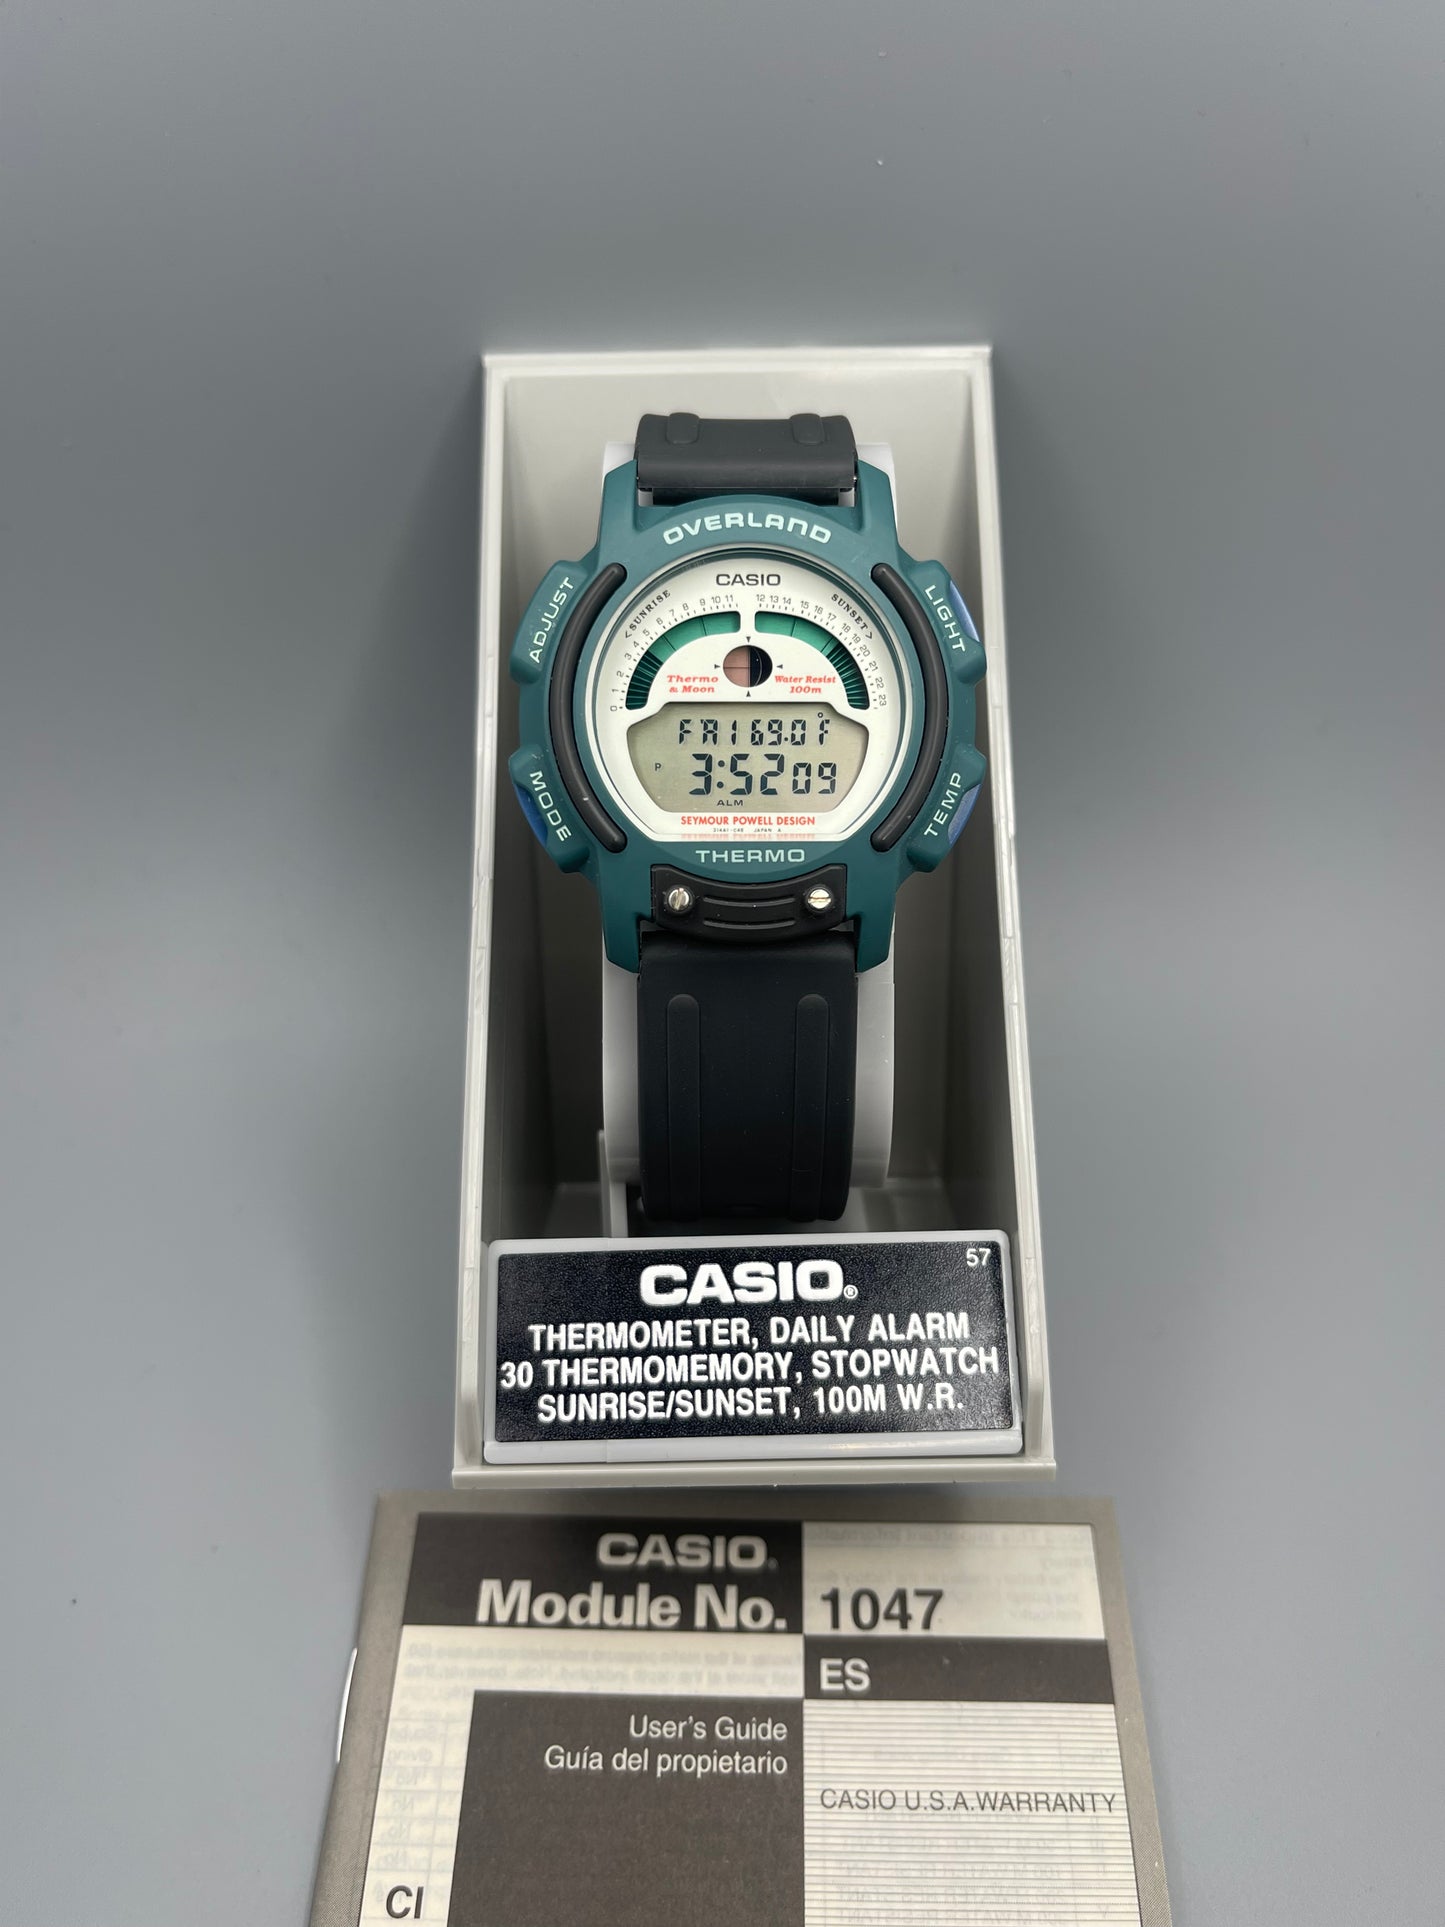 OVERLAND
CASIO
ADJUST
LIGHT
<SUNRISE
SUNSET>
0 1 2 3 4 5 6 7 8 9 10 11 12 13 14 15 16 17 18 19 20 21 22 23
Thermo
& Moon
Water Resist
100m
FRI 69.0°F
P 3:52 09
ALM
MODE
TEMP
SEYMOUR POWELL DESIGN
JAPAN A
THERMO
57
CASIO®
THERMOMETER, DAILY ALARM
30 THERMOMEMORY, STOPWATCH
SUNRISE/SUNSET, 100M W.R.
CASIO®
Module No. 1047
ES
User's Guide
Guía del propietario
CASIO U.S.A. WARRANTY
CI